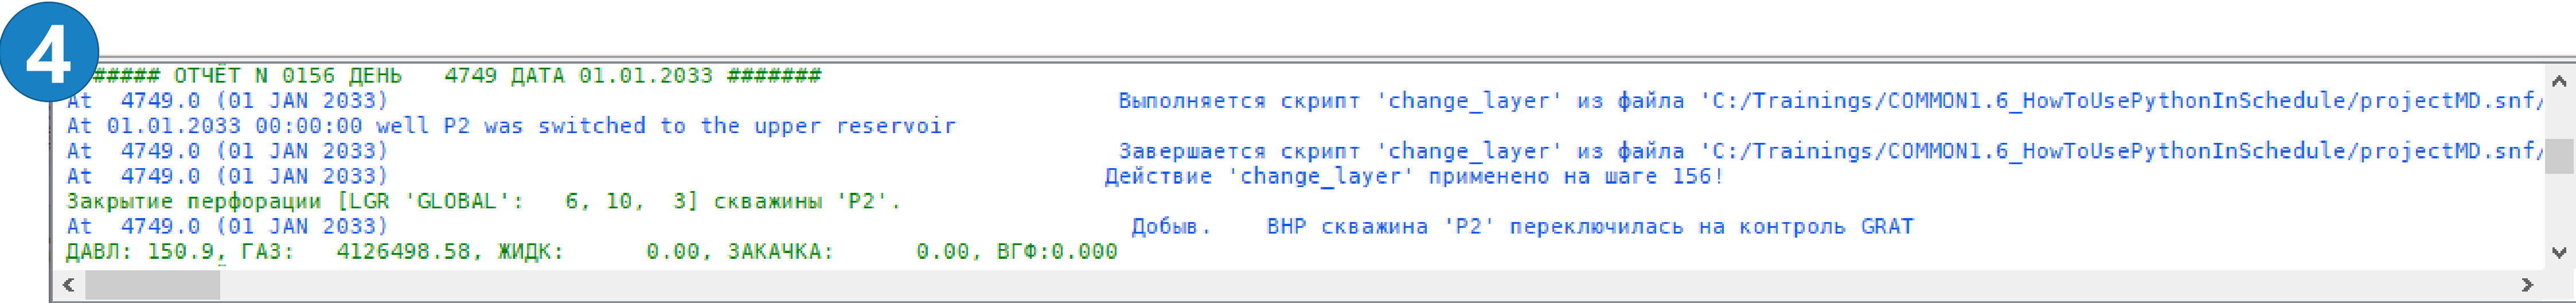 4
##### ОТЧЁТ N 0156 ДЕНЬ 4749 ДАТА 01.01.2033 #######
At 4749.0 (01 JAN 2033) Выполняется скрипт 'change_layer' из файла 'C:/Trainings/COMMON1.6_HowToUsePythonInSchedule/projectMD.snf/
At 01.01.2033 00:00:00 well P2 was switched to the upper reservoir
At 4749.0 (01 JAN 2033) Завершается скрипт 'change_layer' из файла 'C:/Trainings/COMMON1.6_HowToUsePythonInSchedule/projectMD.snf/
At 4749.0 (01 JAN 2033) Действие 'change_layer' применено на шаге 156!
Закрытие перфорации [LGR 'GLOBAL': 6, 10, 3] скважины 'P2'.
At 4749.0 (01 JAN 2033) Добыв. BHP скважина 'P2' переключилась на контроль GRAT
ДАВЛ: 150.9, ГАЗ: 4126498.58, ЖИДК: 0.00, ЗАКАЧКА: 0.00, ВГФ:0.000